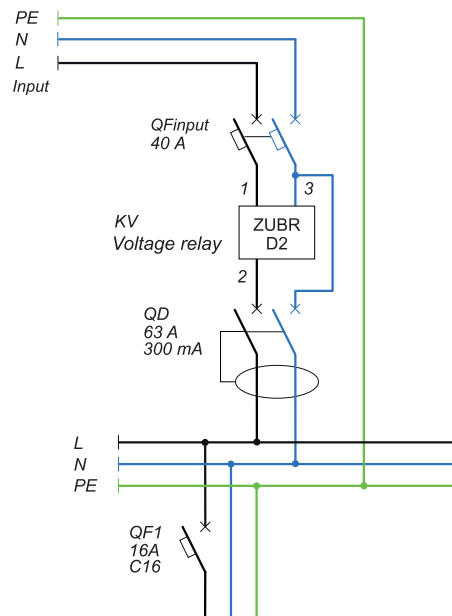 PE
N
L
Input
QFinput
40 A
1
3
KV
Voltage relay
ZUBR
D2
2
QD
63 A
300 mA
L
N
PE
QF1
16A
C16